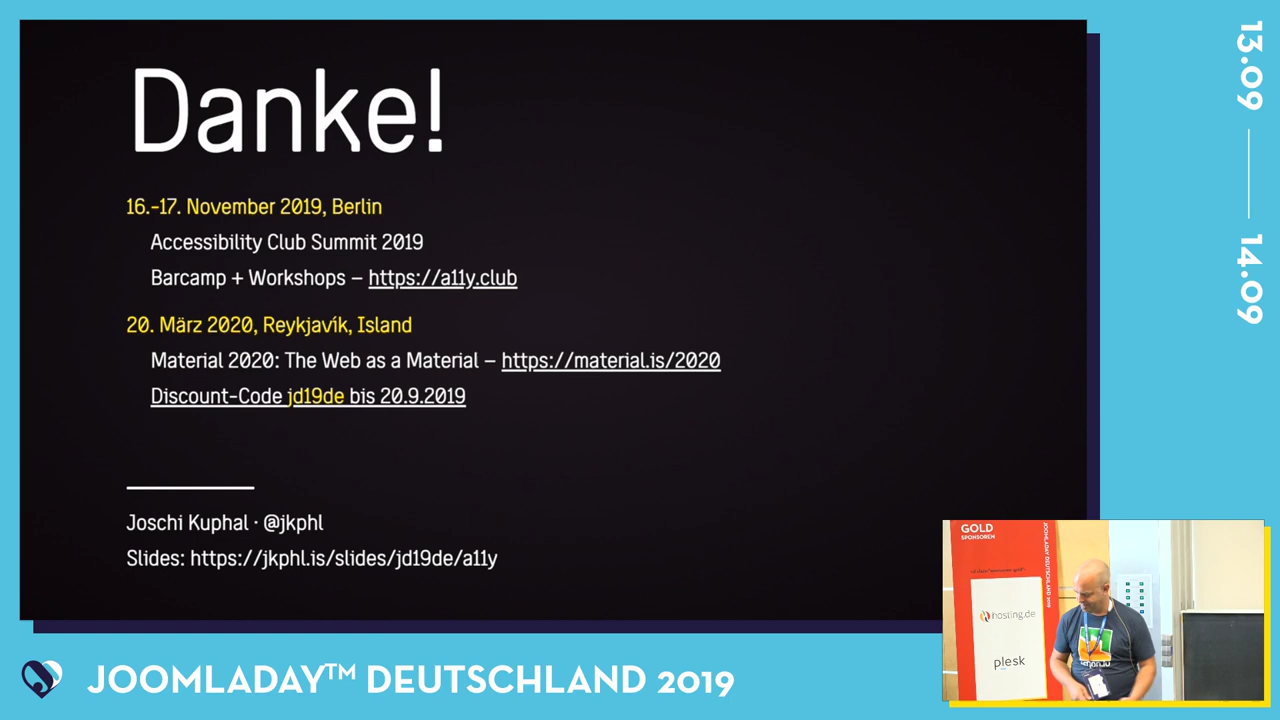 Danke!
16.-17. November 2019, Berlin
Accessibility Club Summit 2019
Barcamp + Workshops – https://a11y.club
20. März 2020, Reykjavík, Island
Material 2020: The Web as a Material – https://material.is/2020
Discount-Code jd19de bis 20.9.2019
Joschi Kuphal · @jkphl
Slides: https://jkphl.is/slides/jd19de/a11y
13.09 — 14.09
GOLD
SPONSOREN
JOOMLADAY DEUTSCHLAND 2019
hosting.de
plesk
JOOMLADAY™ DEUTSCHLAND 2019